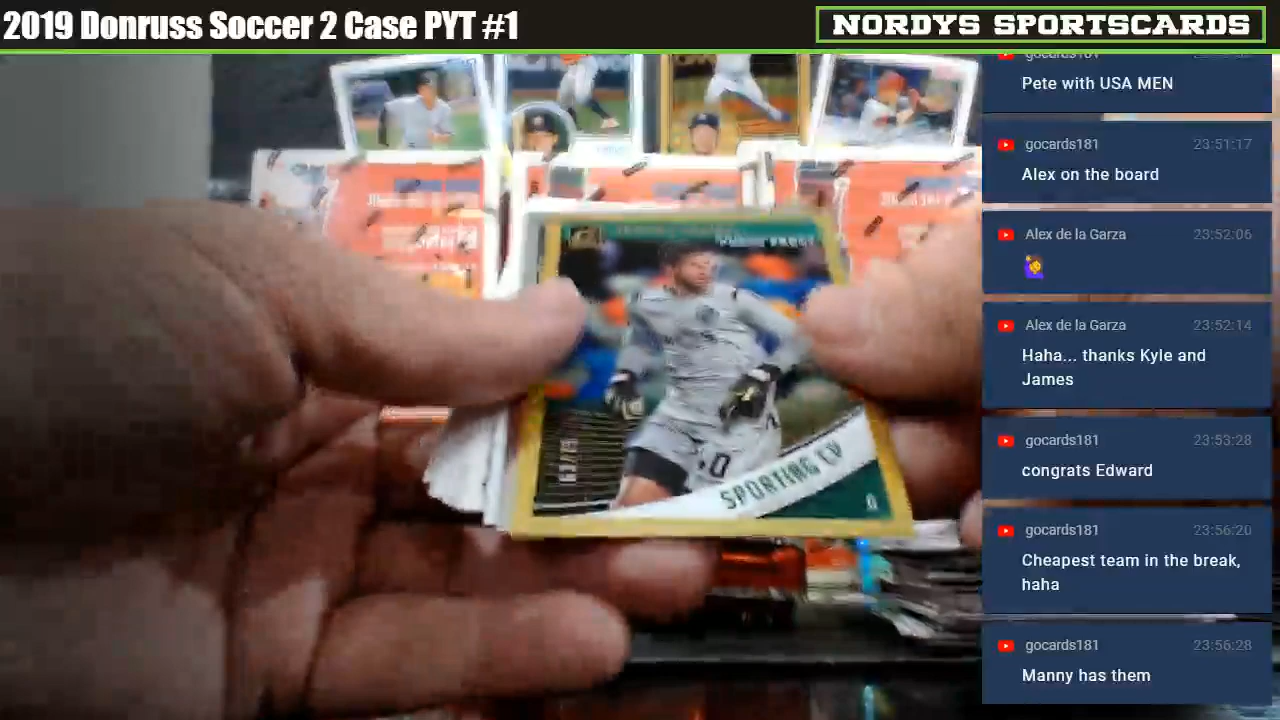 2019 Donruss Soccer 2 Case PYT #1
NORDYS SPORTSCARDS
gocards181
Pete with USA MEN
gocards181 23:51:17
Alex on the board
Alex de la Garza 23:52:06
Alex de la Garza 23:52:14
Haha... thanks Kyle and
James
gocards181 23:53:28
congrats Edward
gocards181 23:56:20
Cheapest team in the break,
haha
gocards181 23:56:28
Manny has them
SPORTING CP